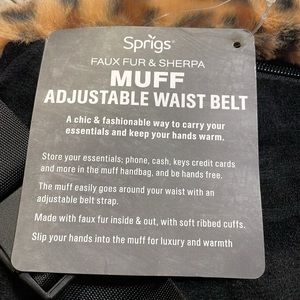 Sprigs
FAUX FUR & SHERPA
MUFF
ADJUSTABLE WAIST BELT
A chic & fashionable way to carry your
essentials and keep your hands warm.
Store your essentials; phone, cash, keys credit cards
and more in the muff handbag, and be hands free.
The muff easily goes around your waist with an
adjustable belt strap.
Made with faux fur inside & out, with soft ribbed cuffs.
Slip your hands into the muff for luxury and warmth